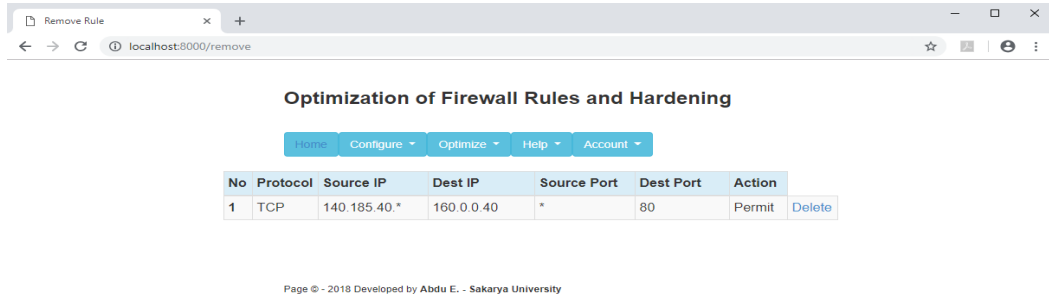 Remove Rule
localhost:8000/remove
Optimization of Firewall Rules and Hardening
Home Configure Optimize Help Account
No Protocol Source IP Dest IP Source Port Dest Port Action
1 TCP 140.185.40.* 160.0.0.40 * 80 Permit Delete
Page © - 2018 Developed by Abdu E. - Sakarya University